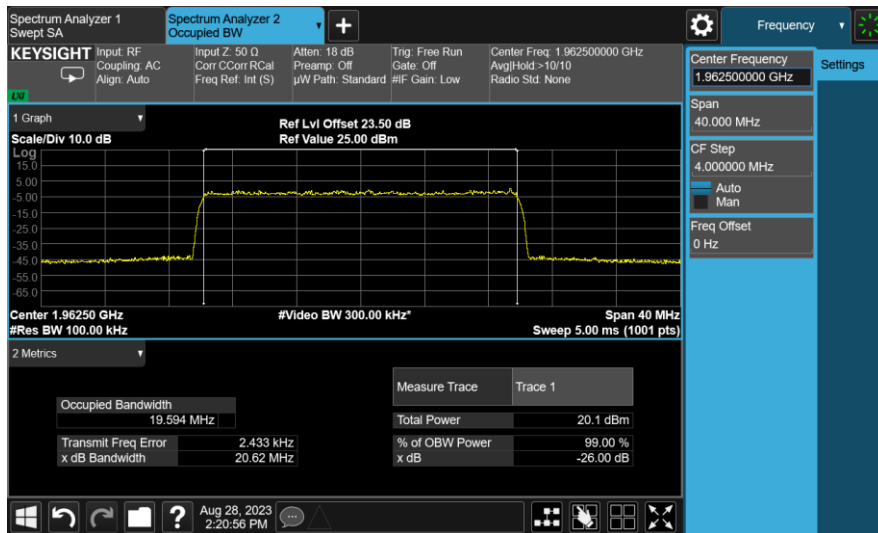 Spectrum Analyzer 1
Swept SA
Spectrum Analyzer 2
Occupied BW
Frequency
KEYSIGHT
Input: RF
Coupling: AC
Align: Auto
Input Z: 50 Ω
Corr CCorr RCal
Freq Ref: Int (S)
Atten: 18 dB
Preamp: Off
µW Path: Standard
Trig: Free Run
Gate: Off
#IF Gain: Low
Center Freq: 1.962500000 GHz
Avg|Hold:>10/10
Radio Std: None
LXI
Center Frequency
1.962500000 GHz
Settings
Span
40.000 MHz
CF Step
4.000000 MHz
Auto
Man
Freq Offset
0 Hz
1 Graph
Scale/Div 10.0 dB
Ref Lvl Offset 23.50 dB
Ref Value 25.00 dBm
Log
15.0
5.00
-5.00
-15.0
-25.0
-35.0
-45.0
-55.0
-65.0
Center 1.96250 GHz
#Res BW 100.00 kHz
#Video BW 300.00 kHz*
Span 40 MHz
Sweep 5.00 ms (1001 pts)
2 Metrics
Measure Trace
Trace 1
Occupied Bandwidth
19.594 MHz
Total Power
20.1 dBm
Transmit Freq Error
2.433 kHz
% of OBW Power
99.00 %
x dB Bandwidth
20.62 MHz
x dB
-26.00 dB
?
Aug 28, 2023
2:20:56 PM